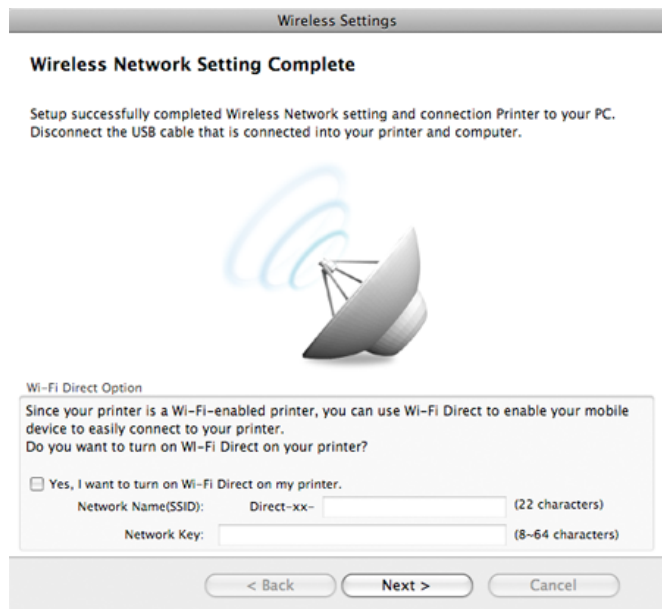 Wireless Settings
Wireless Network Setting Complete
Setup successfully completed Wireless Network setting and connection Printer to your PC.
Disconnect the USB cable that is connected into your printer and computer.
Wi-Fi Direct Option
Since your printer is a Wi-Fi-enabled printer, you can use Wi-Fi Direct to enable your mobile
device to easily connect to your printer.
Do you want to turn on WI-Fi Direct on your printer?
Yes, I want to turn on Wi-Fi Direct on my printer.
Network Name(SSID): Direct-xx- (22 characters)
Network Key: (8~64 characters)
< Back Next > Cancel